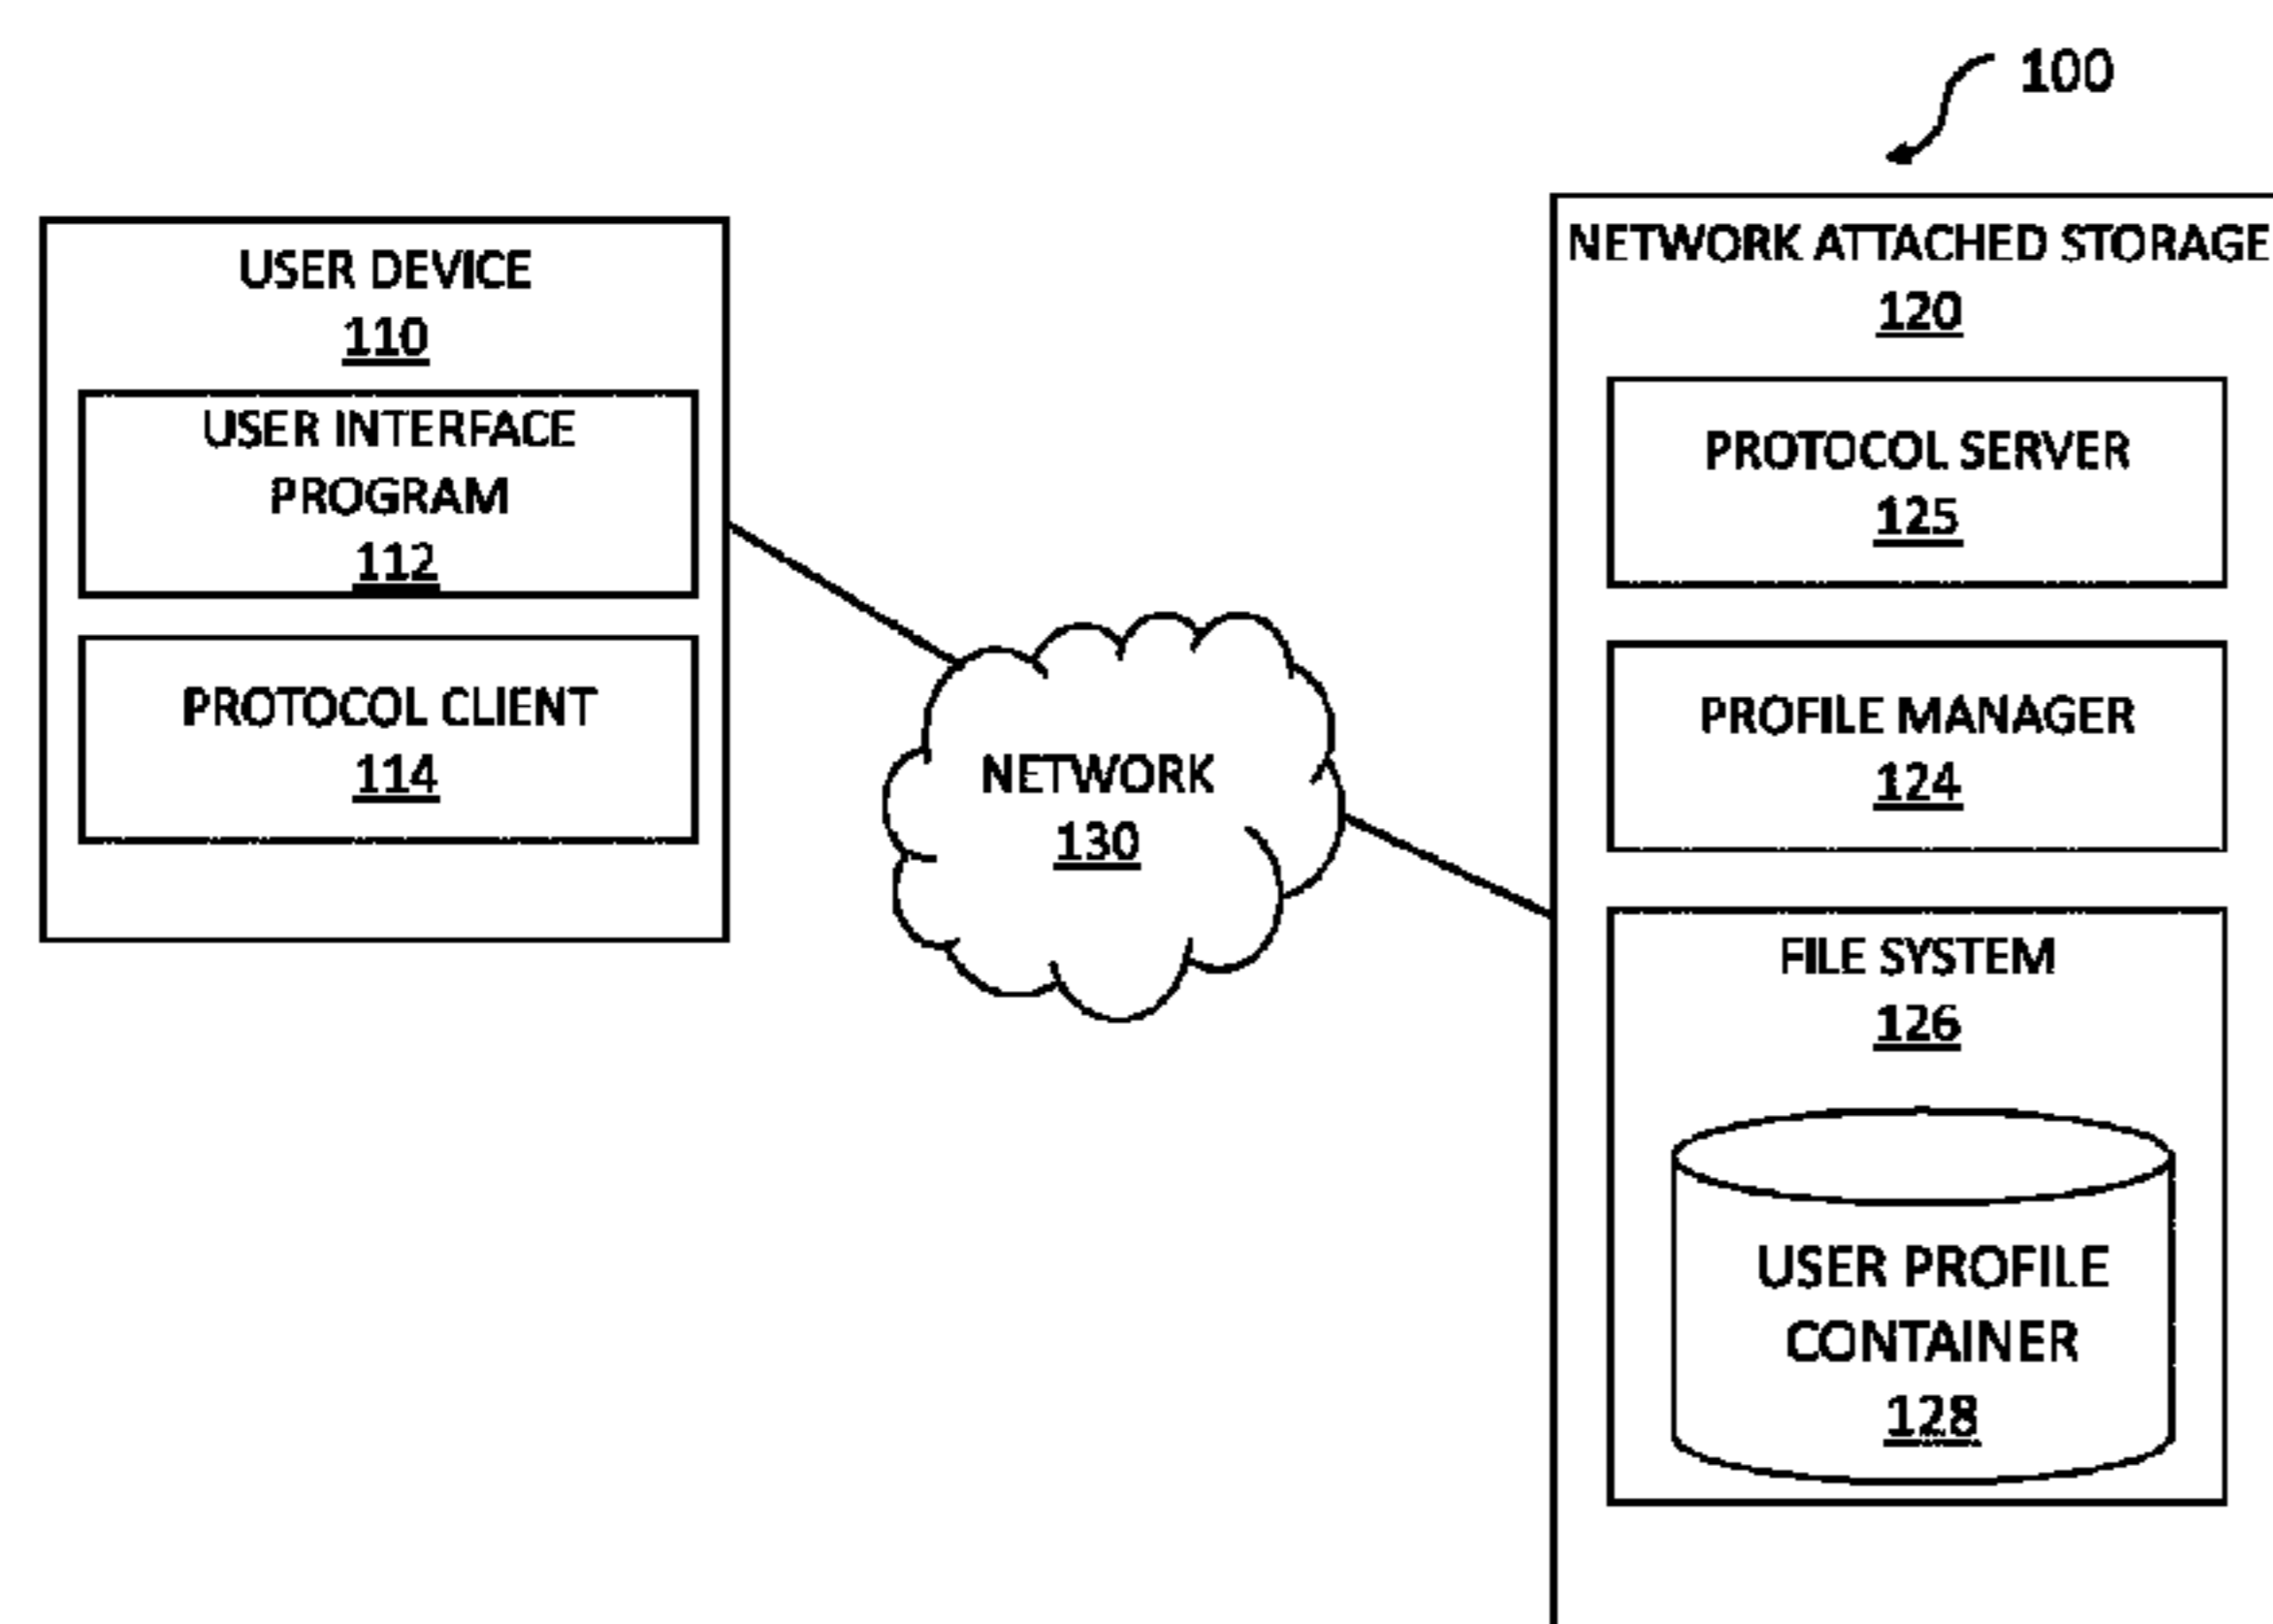 100
USER DEVICE
110
USER INTERFACE
PROGRAM
112
PROTOCOL CLIENT
114
NETWORK
130
NETWORK ATTACHED STORAGE
120
PROTOCOL SERVER
125
PROFILE MANAGER
124
FILE SYSTEM
126
USER PROFILE
CONTAINER
128